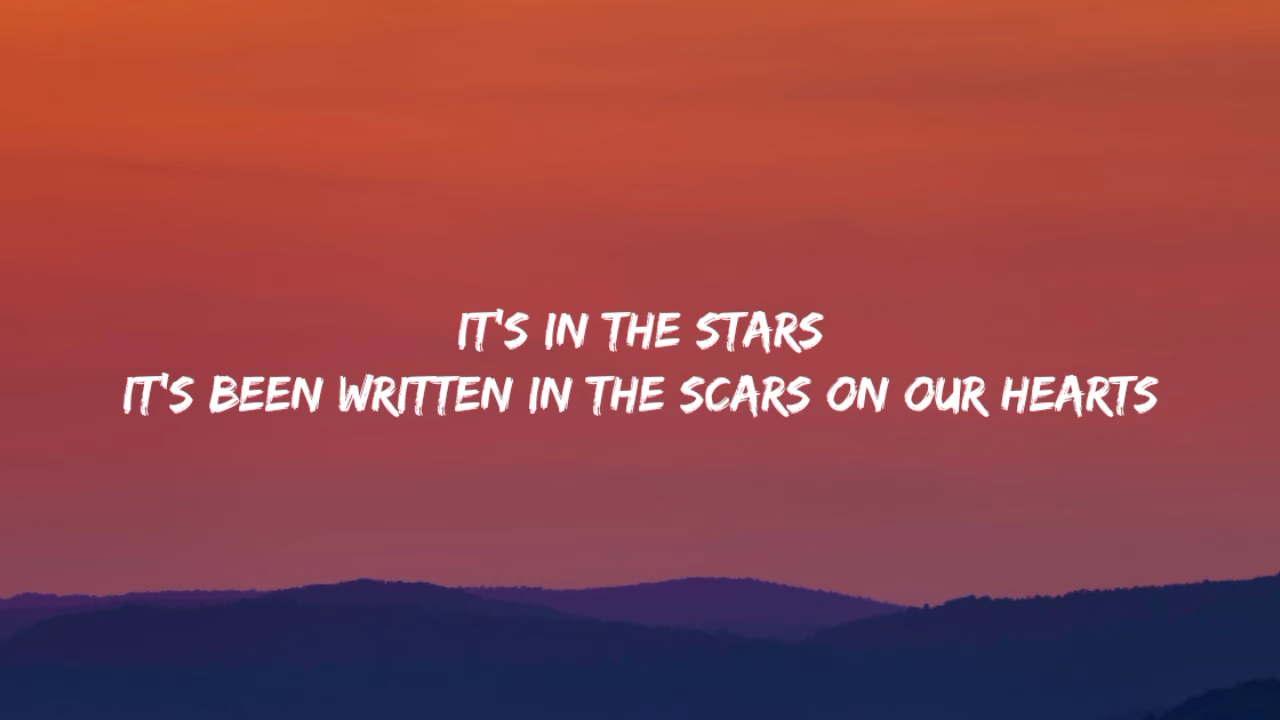 IT'S IN THE STARS
IT'S BEEN WRITTEN IN THE SCARS ON OUR HEARTS